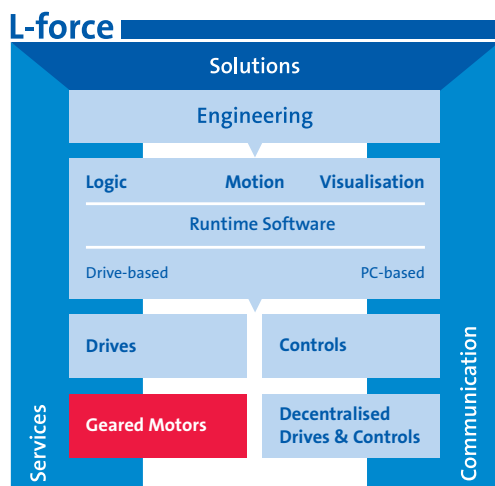 L-force
Solutions
Engineering
Logic Motion Visualisation
Runtime Software
Drive-based PC-based
Drives Controls
Geared Motors
Decentralised
Drives & Controls
Services
Communication